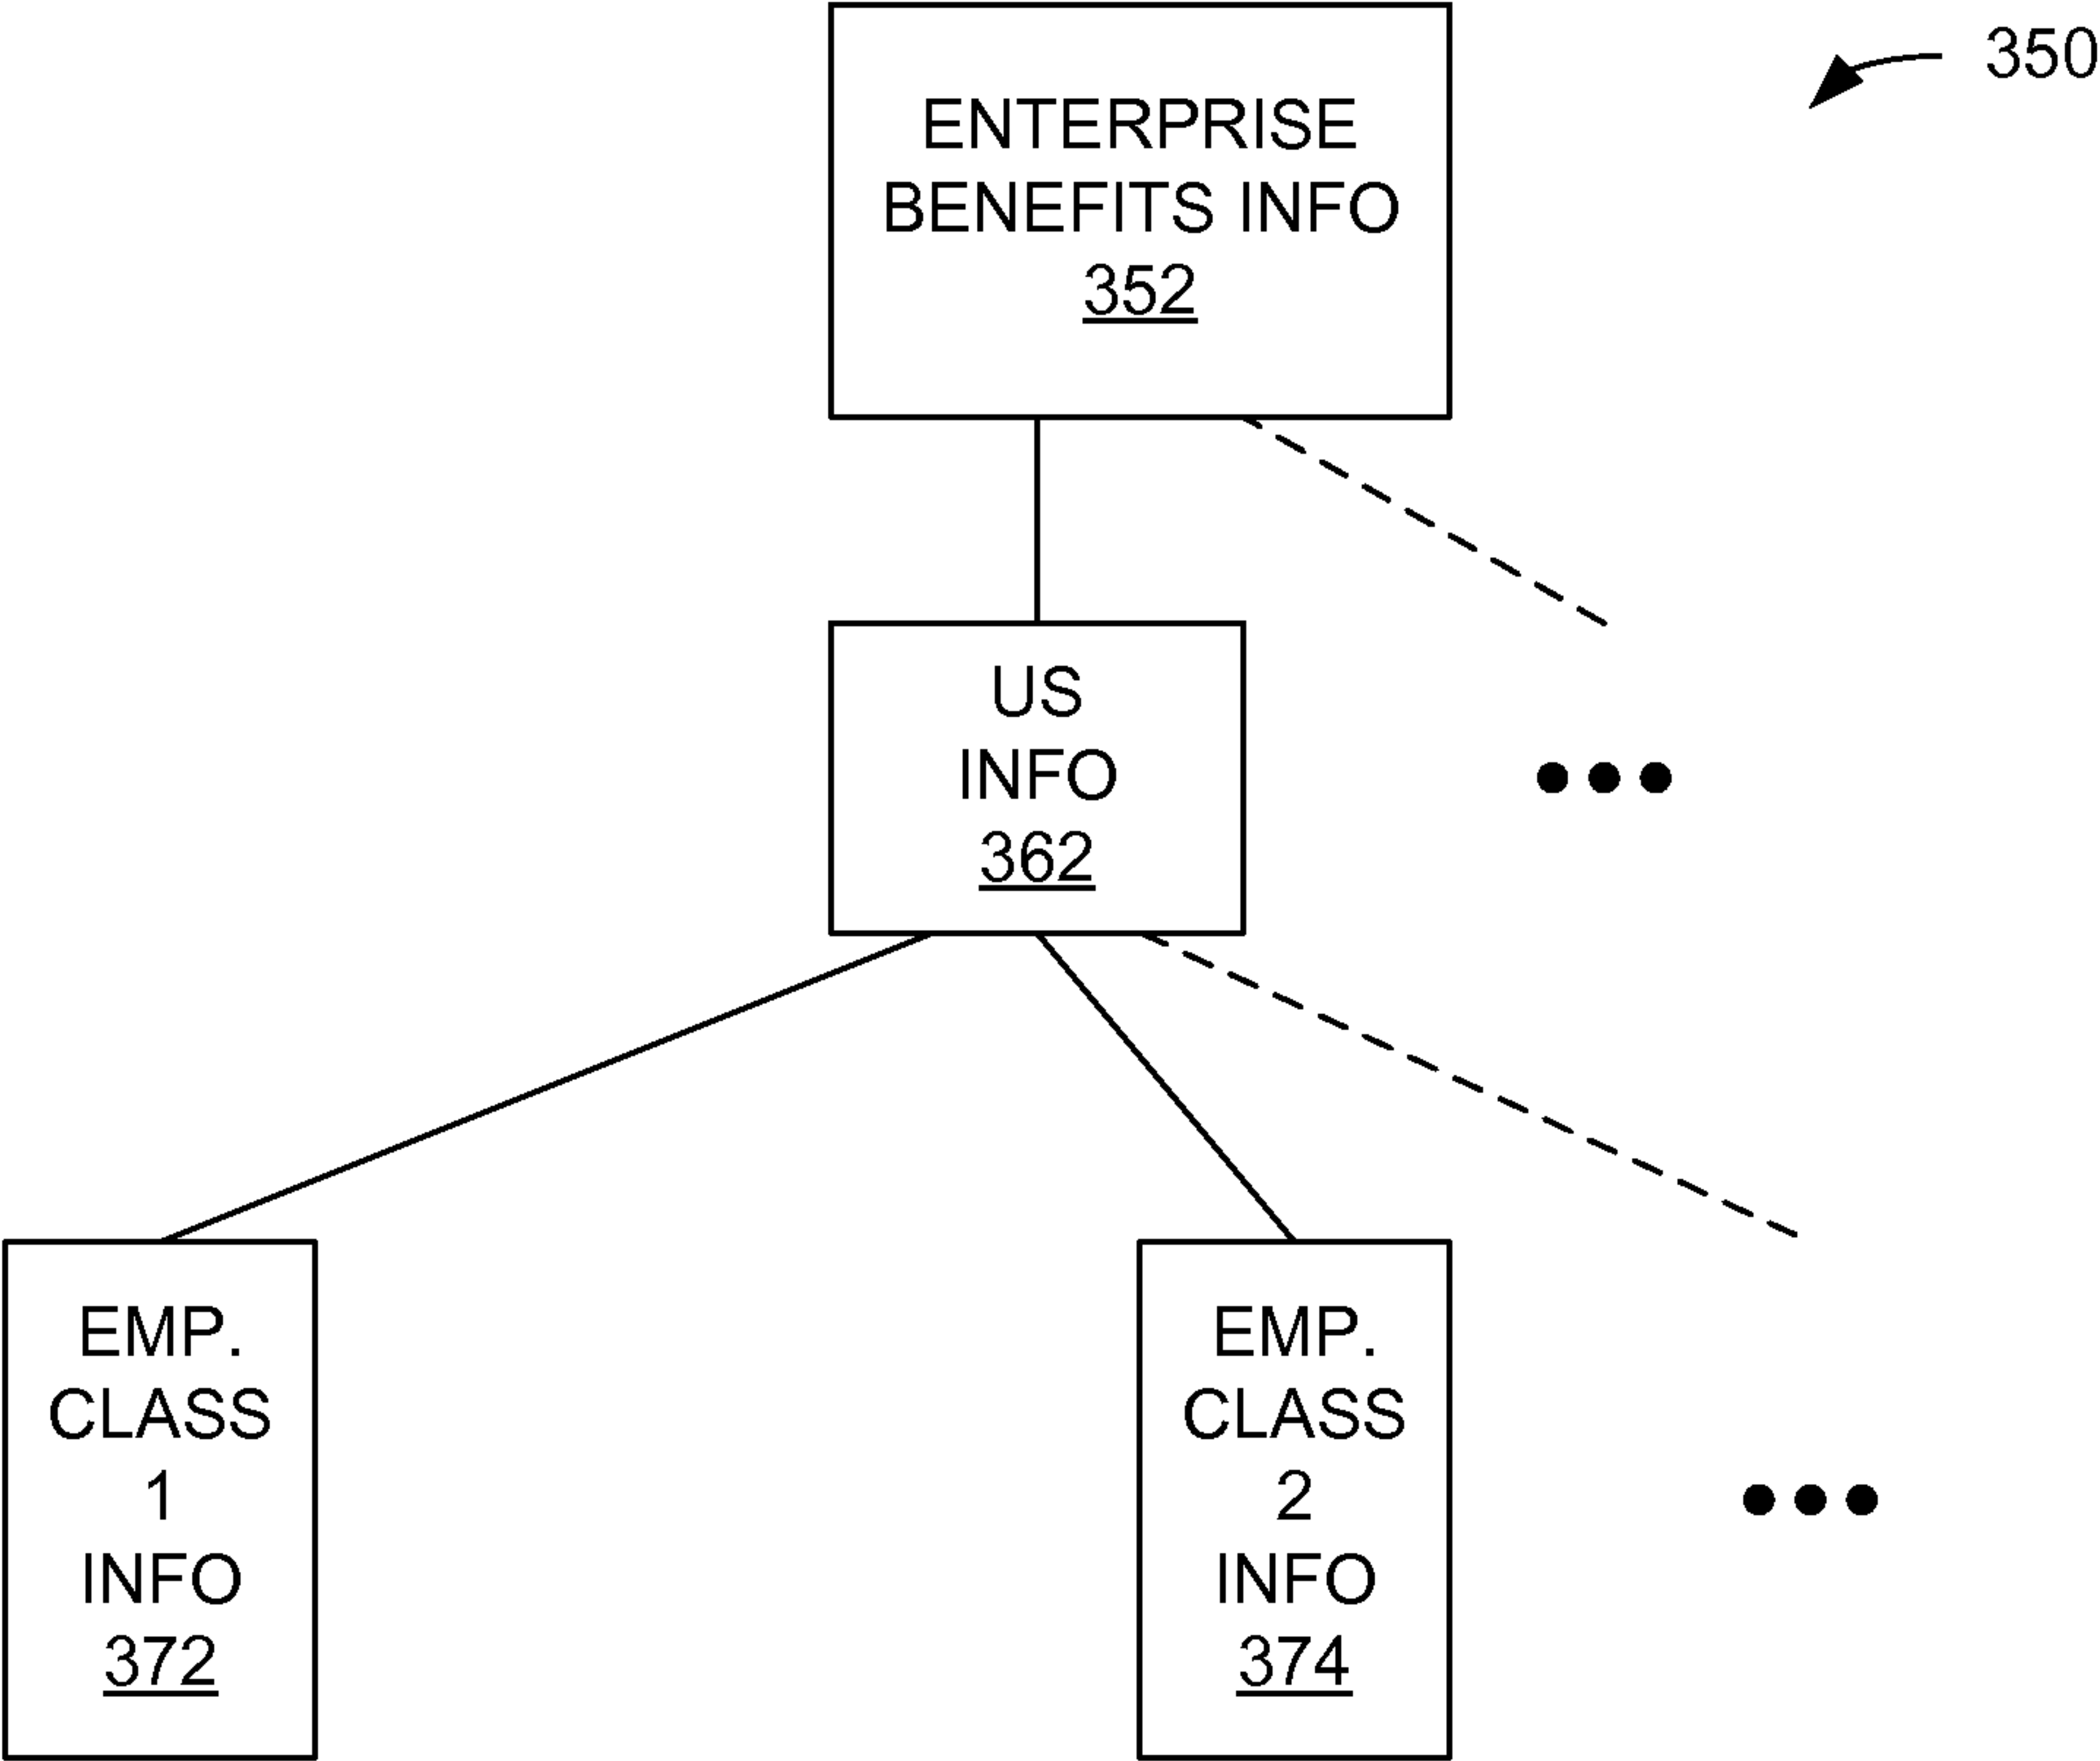 350
ENTERPRISE
BENEFITS INFO
352
US
INFO
362
EMP.
CLASS
1
INFO
372
EMP.
CLASS
2
INFO
374